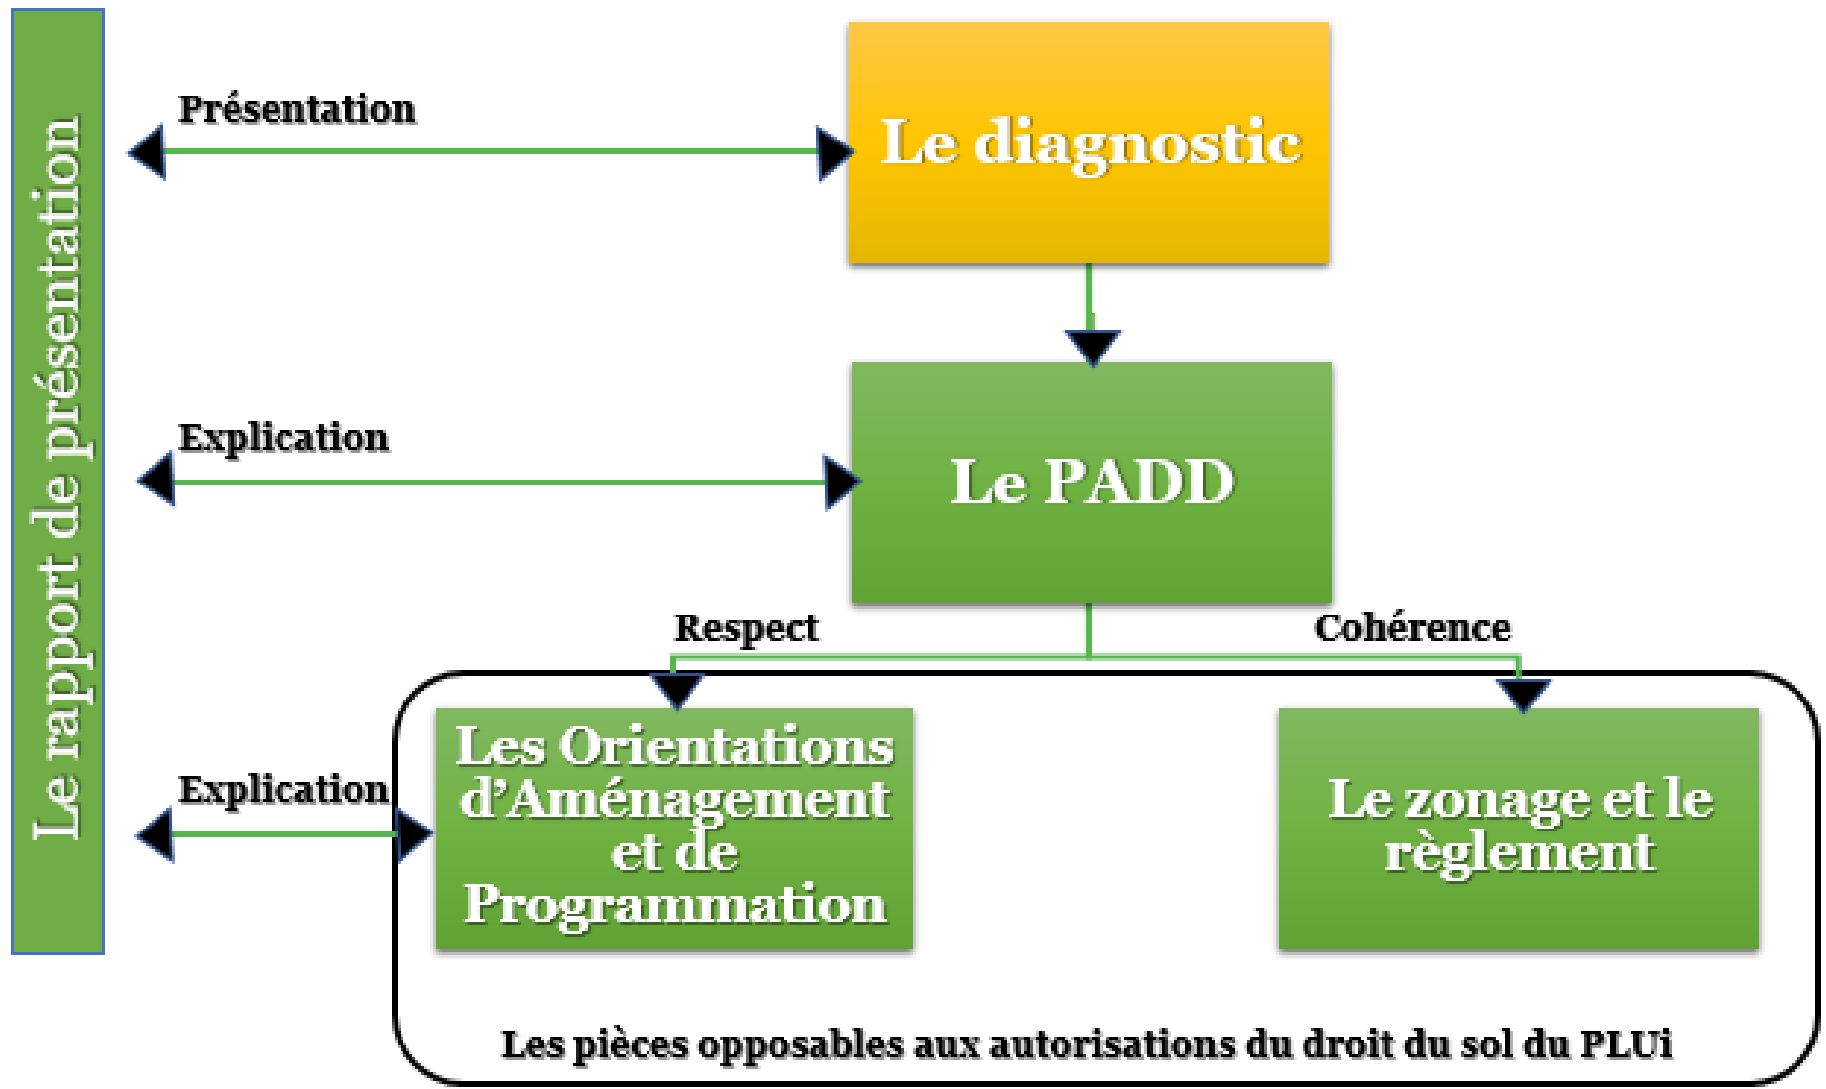 Le rapport de présentation
Présentation
Le diagnostic
Explication
Le PADD
Respect
Cohérence
Explication
Les Orientations
d'Aménagement
et de
Programmation
Le zonage et le
règlement
Les pièces opposables aux autorisations du droit du sol du PLUi